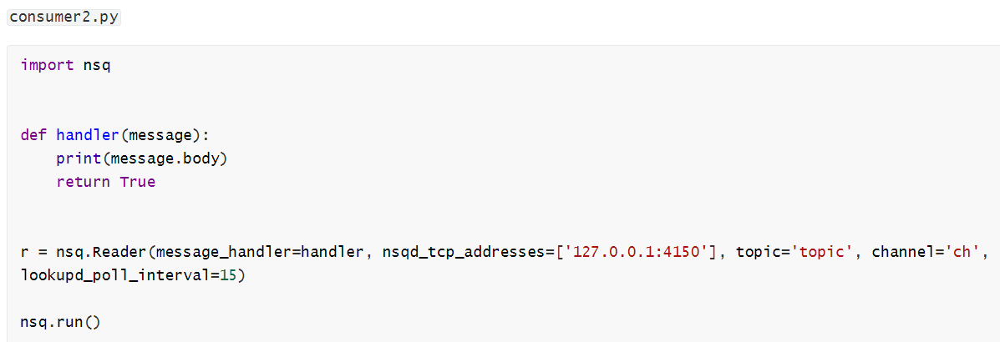 consumer2.py
import nsq
def handler(message):
    print(message.body)
    return True
r = nsq.Reader(message_handler=handler, nsqd_tcp_addresses=['127.0.0.1:4150'], topic='topic', channel='ch',
lookupd_poll_interval=15)
nsq.run()